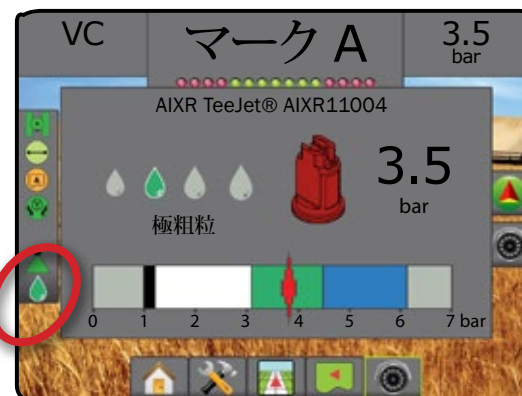 VC
マーク A
3.5
bar
AIXR TeeJet® AIXR11004
3.5
bar
極粗粒
0 1 2 3 4 5 6 7 bar